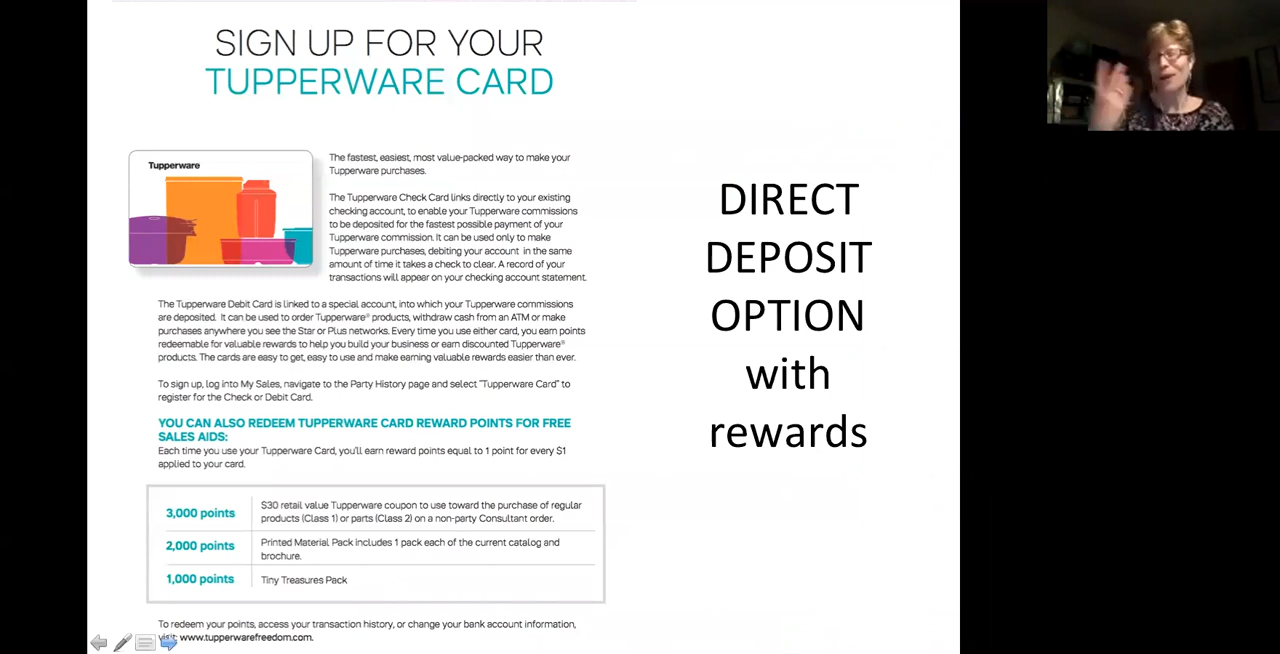 SIGN UP FOR YOUR
TUPPERWARE CARD
Tupperware
The fastest, easiest, most value-packed way to make your
Tupperware purchases.
The Tupperware Check Card links directly to your existing
checking account, to enable your Tupperware commissions
to be deposited for the fastest possible payment of your
Tupperware commission. It can be used only to make
Tupperware purchases, debiting your account in the same
amount of time it takes a check to clear. A record of your
transactions will appear on your checking account statement.
The Tupperware Debit Card is linked to a special account, into which your Tupperware commissions
are deposited. It can be used to order Tupperware® products, withdraw cash from an ATM or make
purchases anywhere you see the Star or Plus networks. Every time you use either card, you earn points
redeemable for valuable rewards to help you build your business or earn discounted Tupperware®
products. The cards are easy to get, easy to use and make earning valuable rewards easier than ever.
To sign up, log into My Sales, navigate to the Party History page and select "Tupperware Card" to
register for the Check or Debit Card.
YOU CAN ALSO REDEEM TUPPERWARE CARD REWARD POINTS FOR FREE
SALES AIDS:
Each time you use your Tupperware Card, you'll earn reward points equal to 1 point for every $1
applied to your card.
3,000 points
$30 retail value Tupperware coupon to use toward the purchase of regular
products (Class 1) or parts (Class 2) on a non-party Consultant order.
2,000 points
Printed Material Pack includes 1 pack each of the current catalog and
brochure.
1,000 points
Tiny Treasures Pack
To redeem your points, access your transaction history, or change your bank account information,
visit: www.tupperwarefreedom.com.
DIRECT
DEPOSIT
OPTION
with
rewards